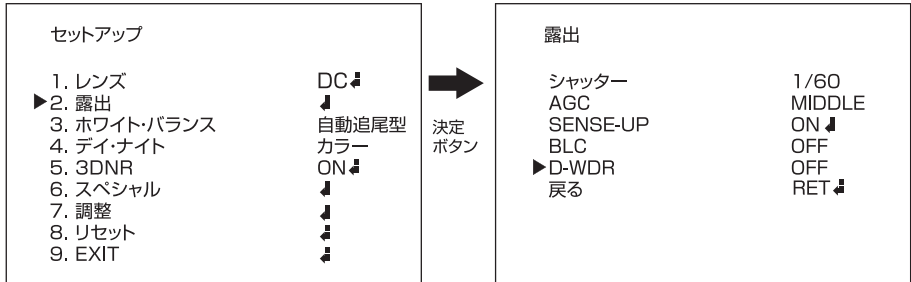 セットアップ
1. レンズ DC↲
▶2. 露出 ↲
3. ホワイト・バランス 自動追尾型
4. デイ・ナイト カラー
5. 3DNR ON↲
6. スペシャル ↲
7. 調整 ↲
8. リセット ↲
9. EXIT ↲
決定
ボタン
露出
シャッター 1/60
AGC MIDDLE
SENSE-UP ON↲
BLC OFF
▶D-WDR OFF
戻る RET↲